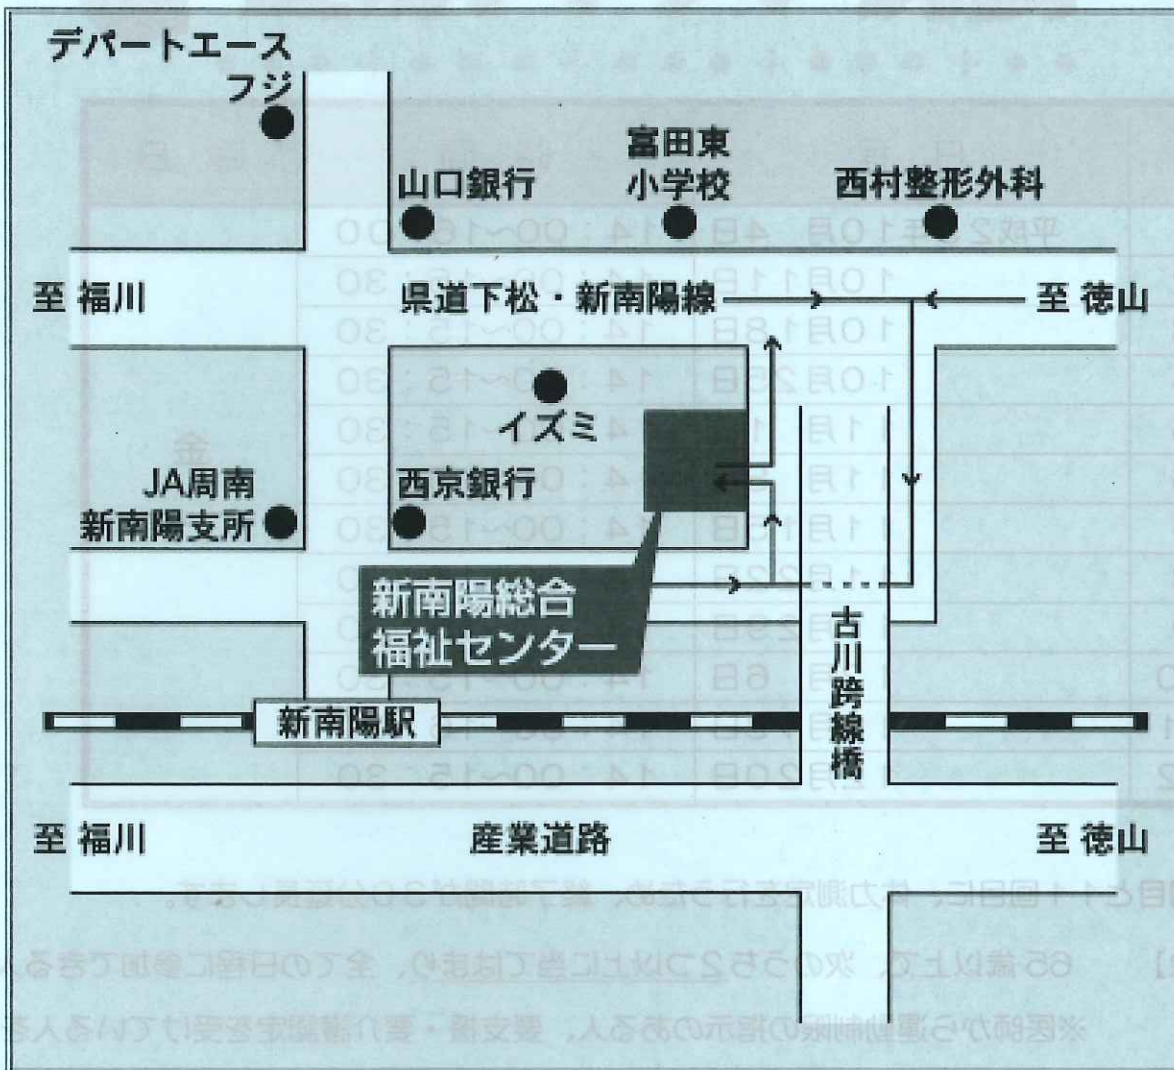 デパートエース
フジ
山口銀行
富田東
小学校
西村整形外科
至 福川
県道下松・新南陽線
至 徳山
イズミ
JA周南
新南陽支所
西京銀行
新南陽総合
福祉センター
古川跨線橋
新南陽駅
至 福川
産業道路
至 徳山